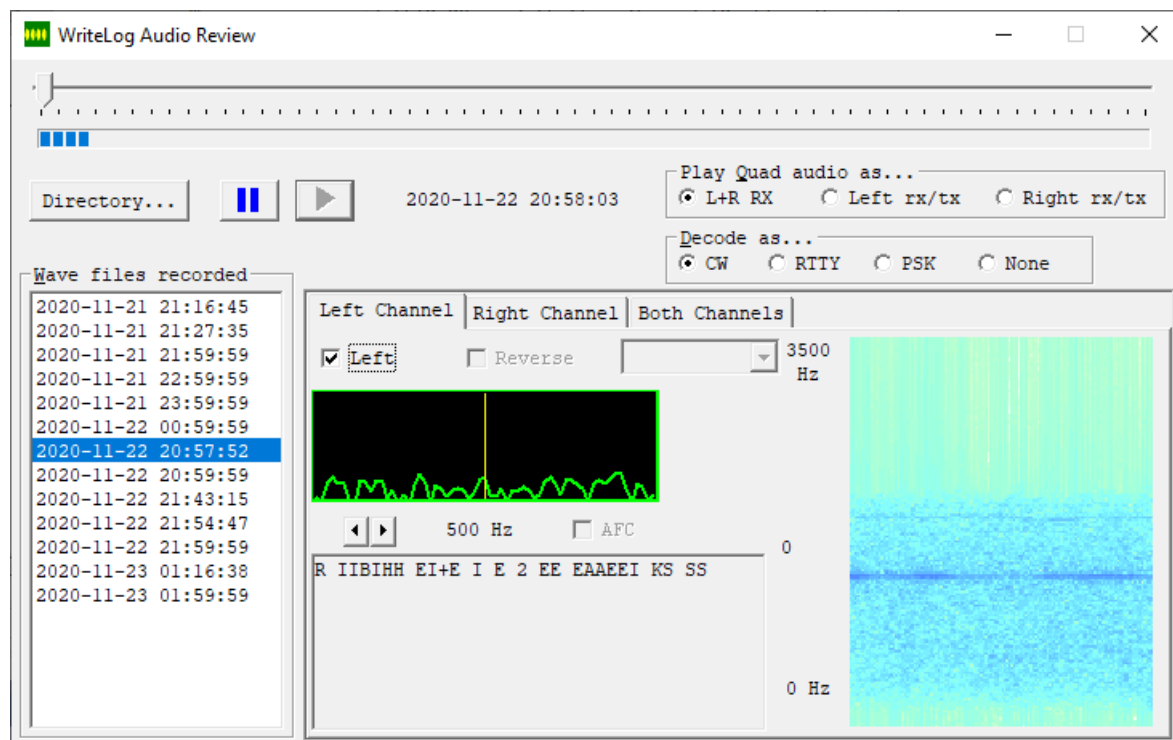 WriteLog Audio Review
Directory...
2020-11-22 20:58:03
Play Quad audio as...
L+R RX Left rx/tx Right rx/tx
Decode as...
CW RTTY PSK None
Wave files recorded
2020-11-21 21:16:45
2020-11-21 21:27:35
2020-11-21 21:59:59
2020-11-21 22:59:59
2020-11-21 23:59:59
2020-11-22 00:59:59
2020-11-22 20:57:52
2020-11-22 20:59:59
2020-11-22 21:43:15
2020-11-22 21:54:47
2020-11-22 21:59:59
2020-11-23 01:16:38
2020-11-23 01:59:59
Left Channel Right Channel Both Channels
Left Reverse
3500
Hz
500 Hz AFC
0
R IIBIHH EI+E I E 2 EE EAAEEI KS SS
0 Hz